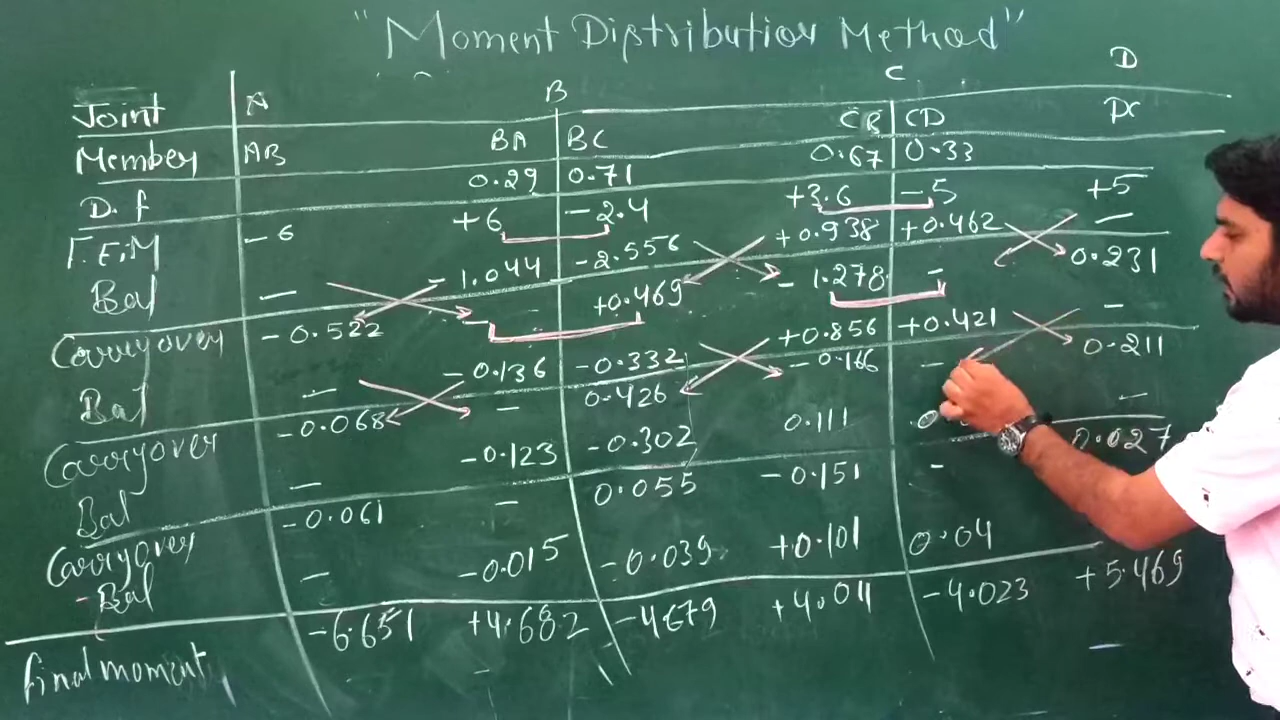 "Moment Distribution Method"
Joint A B C D
Member AB BA BC CB CD DC
D.f 0.29 0.71 0.67 0.33
F.E.M -6 +6 -2.4 +3.6 -5 +5
Bal — -1.044 -2.556 +0.938 +0.462 —
Carryover -0.522 - +0.469 -1.278 - 0.231
Bal — -0.136 -0.332 +0.856 +0.421 -
Carryover -0.068 - 0.426 -0.166 - 0.211
Bal — -0.123 -0.302 0.111 —
Carryover -0.061 - 0.055 -0.151 - 0.027
Bal — -0.015 -0.039 +0.101 0.04
final moment -6.651 +4.682 -4.679 +4.011 -4.023 +5.469